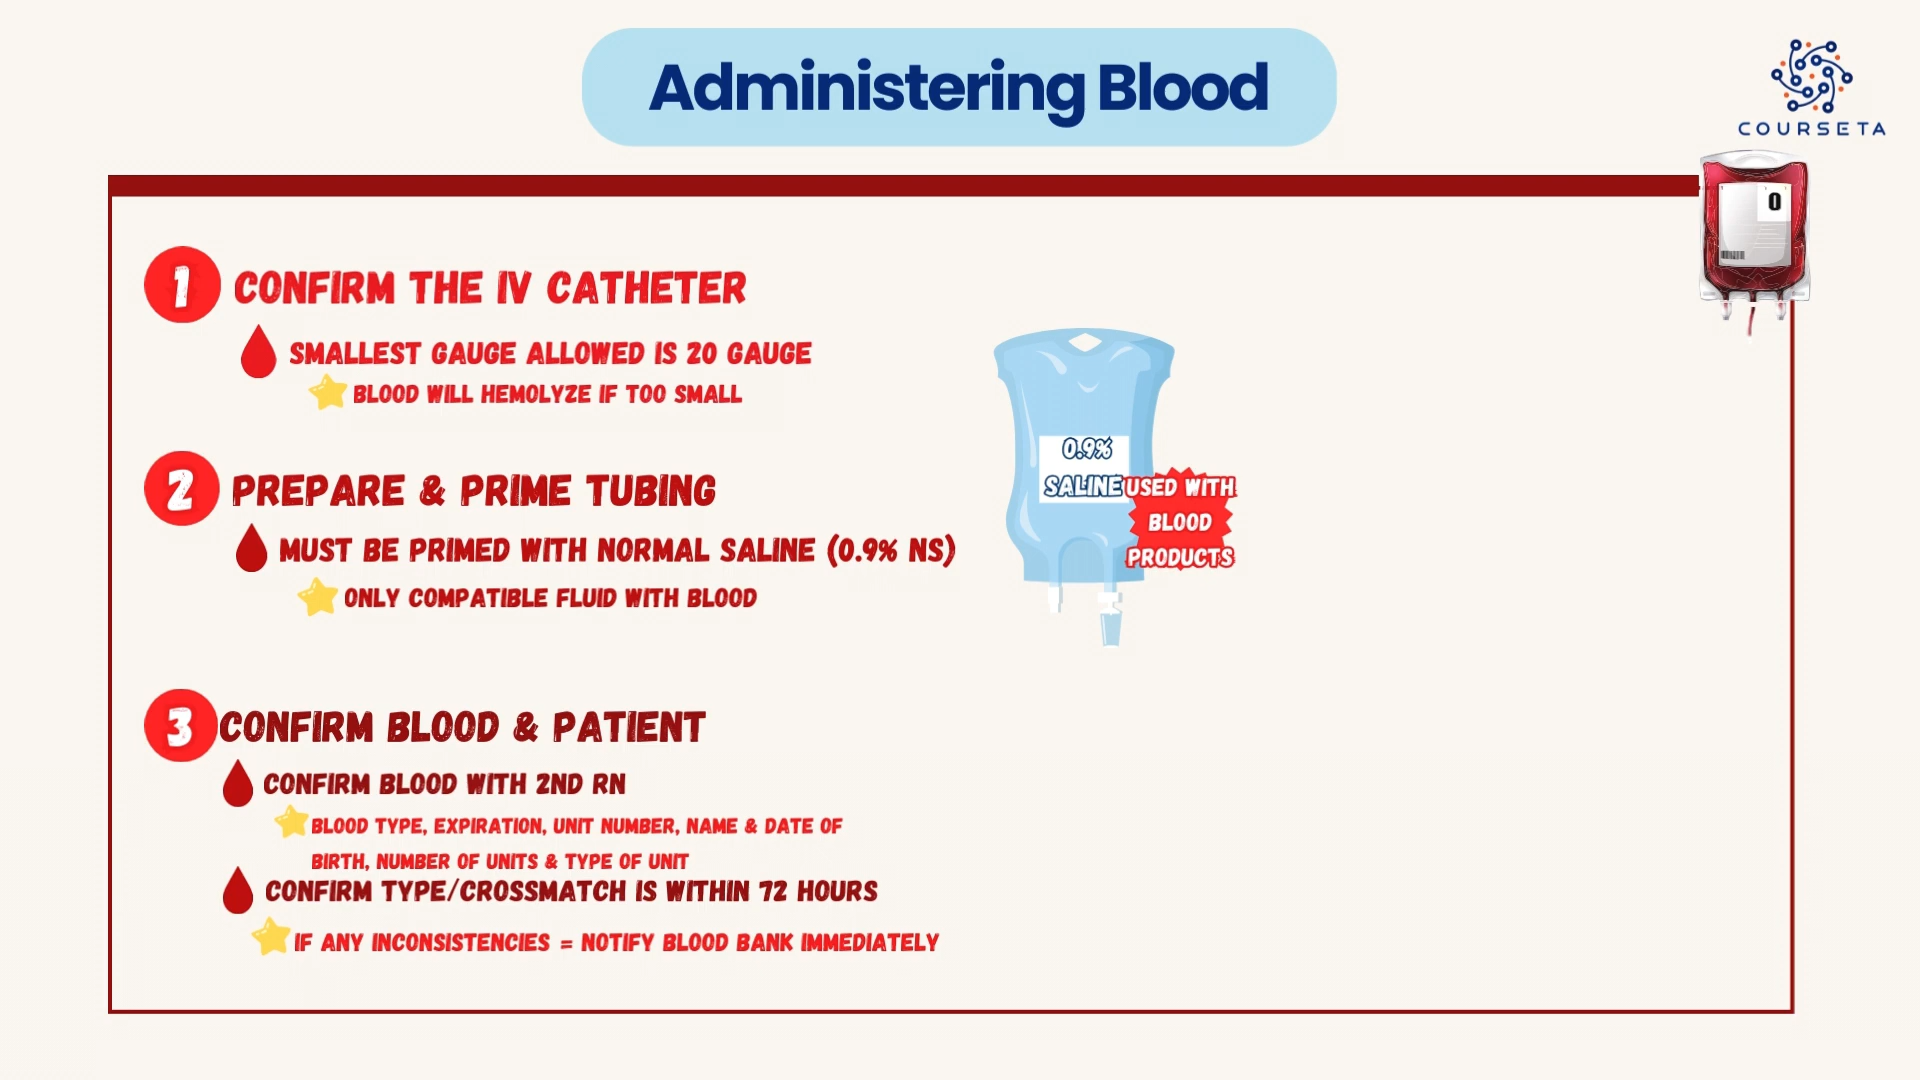 Administering Blood
COURSETA
0
1 CONFIRM THE IV CATHETER
SMALLEST GAUGE ALLOWED IS 20 GAUGE
BLOOD WILL HEMOLYZE IF TOO SMALL
2 PREPARE & PRIME TUBING
MUST BE PRIMED WITH NORMAL SALINE (0.9% NS)
ONLY COMPATIBLE FLUID WITH BLOOD
0.9%
SALINE
USED WITH
BLOOD
PRODUCTS
3 CONFIRM BLOOD & PATIENT
CONFIRM BLOOD WITH 2ND RN
BLOOD TYPE, EXPIRATION, UNIT NUMBER, NAME & DATE OF
BIRTH, NUMBER OF UNITS & TYPE OF UNIT
CONFIRM TYPE/CROSSMATCH IS WITHIN 72 HOURS
IF ANY INCONSISTENCIES = NOTIFY BLOOD BANK IMMEDIATELY